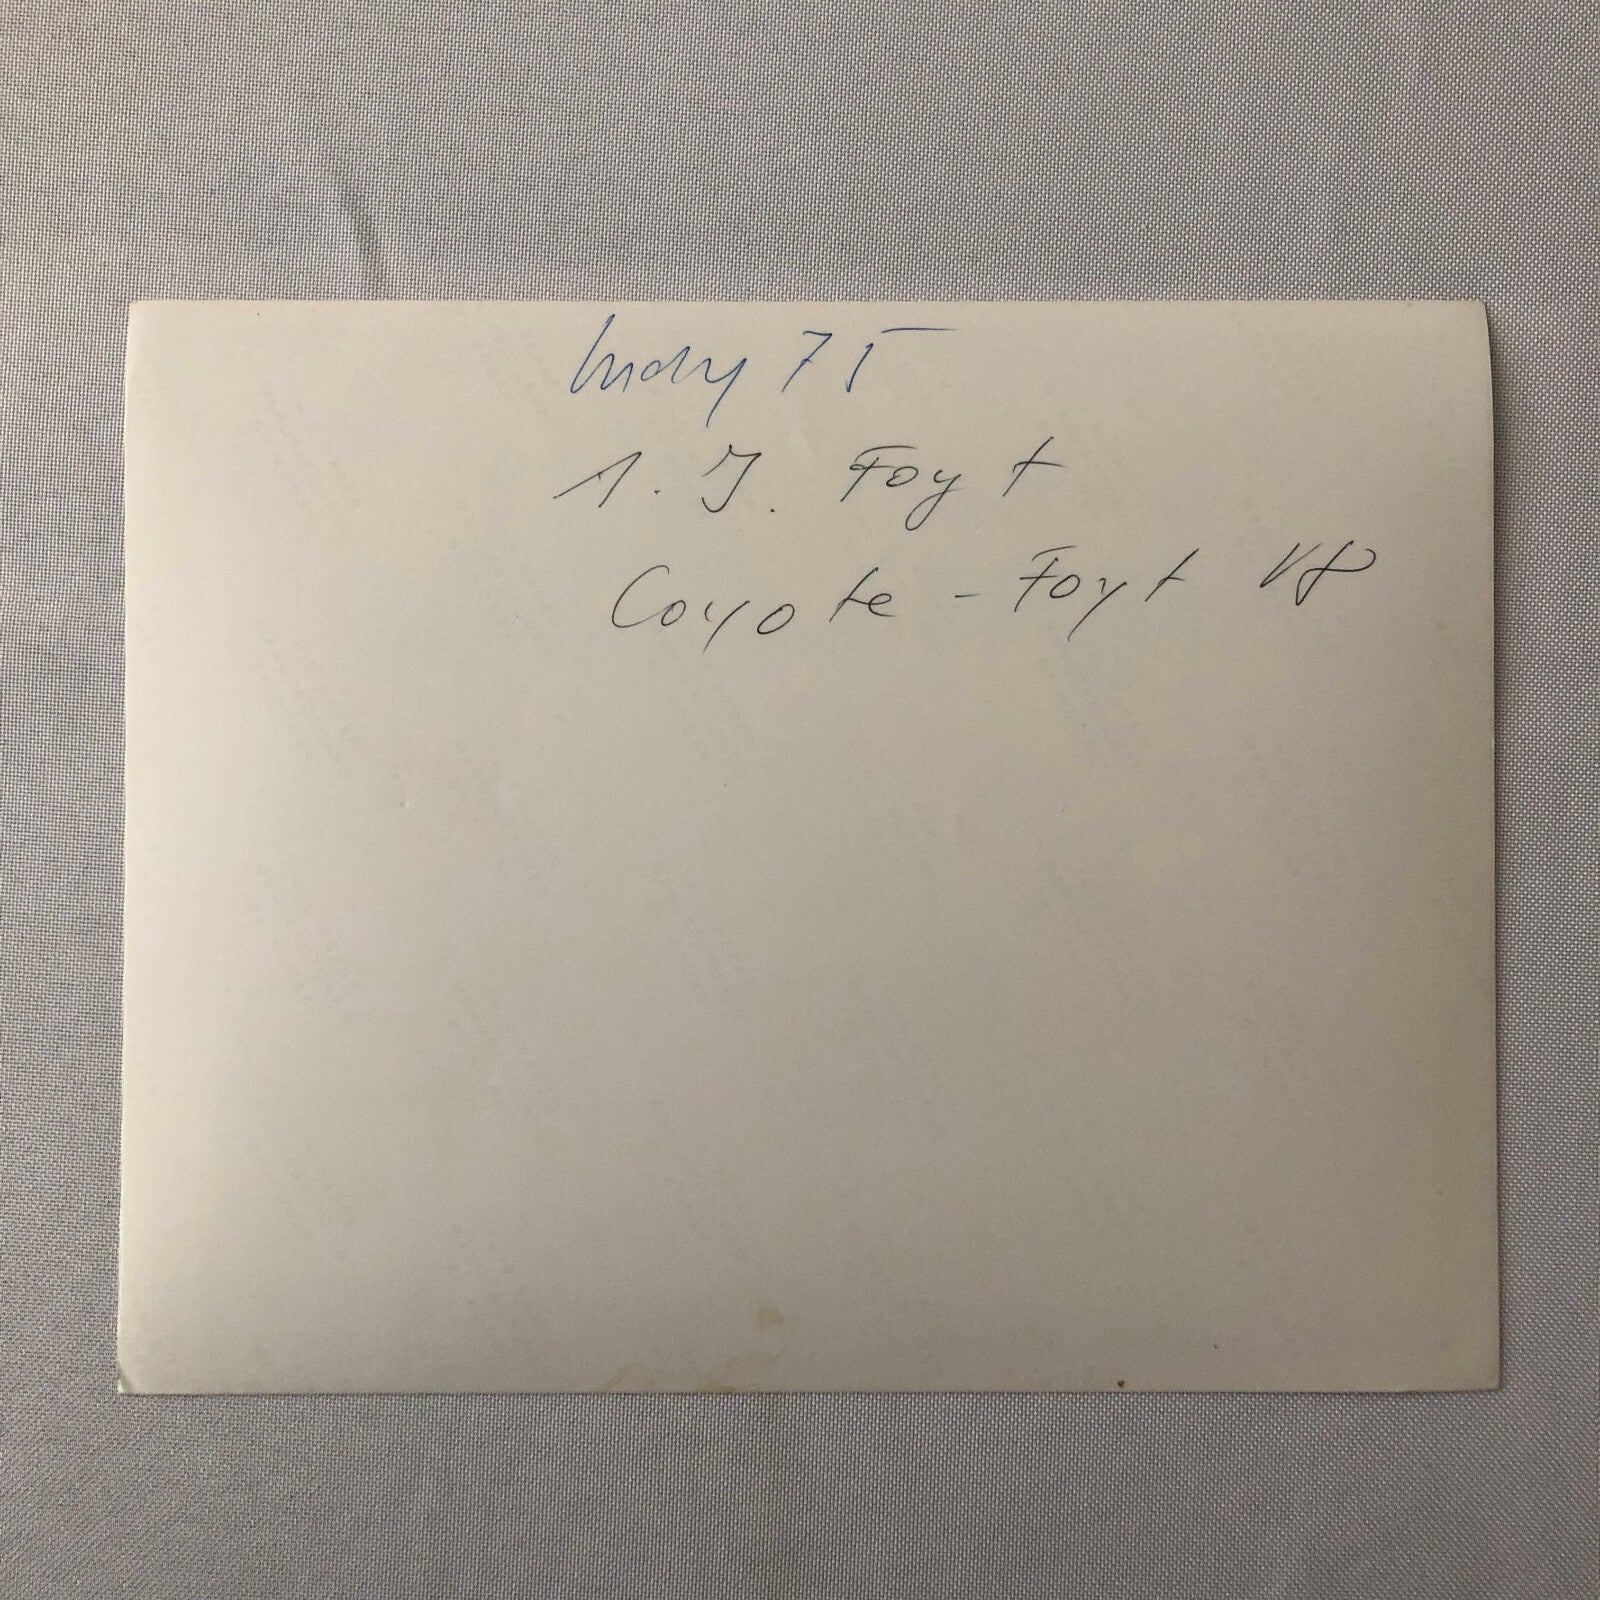 Indy 75
A. J. Foyt
Coyote - Foyt V8